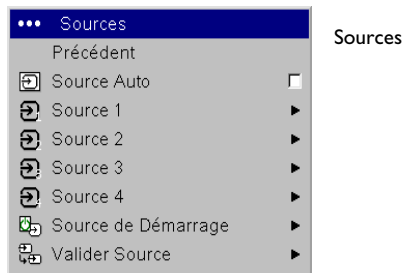 Sources
Sources
Précédent
Source Auto
Source 1
Source 2
Source 3
Source 4
Source de Démarrage
Valider Source